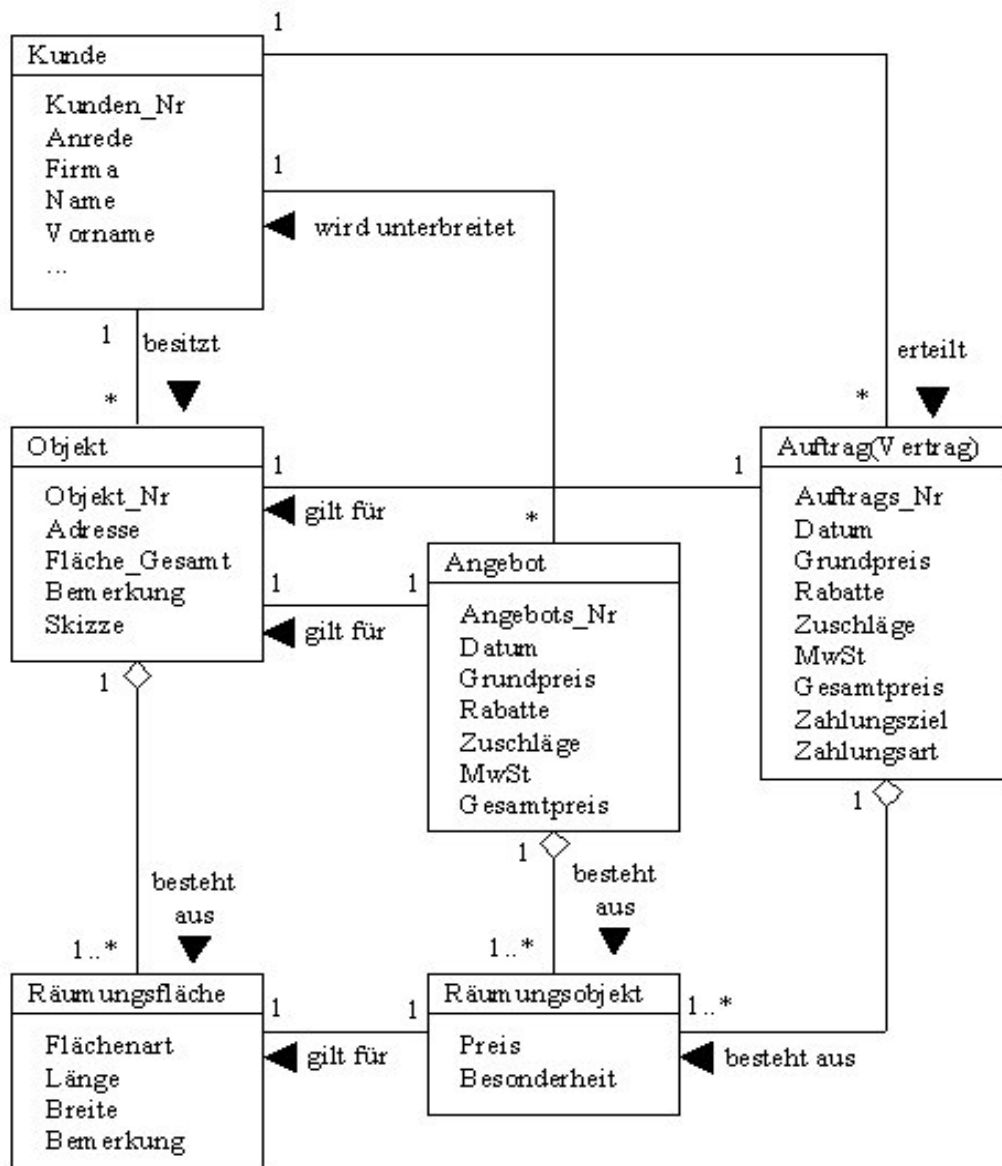 1
Kunde
Kunden_Nr
Anrede
Firma
Name
Vorname
...
1
wird unterbreitet
1
besitzt
*
erteilt
*
Objekt
Objekt_Nr
Adresse
Fläche_Gesamt
Bemerkung
Skizze
1
1
gilt für
*
1
1
gilt für
Auftrag(Vertrag)
Auftrags_Nr
Datum
Grundpreis
Rabatte
Zuschläge
MwSt
Gesamtpreis
Zahlungsziel
Zahlungsart
Angebot
Angebots_Nr
Datum
Grundpreis
Rabatte
Zuschläge
MwSt
Gesamtpreis
1
1
1
besteht
aus
1..*
besteht
aus
1..*
Räumungsfläche
Flächenart
Länge
Breite
Bemerkung
1
1
gilt für
Räumungsobjekt
Preis
Besonderheit
1..*
besteht aus